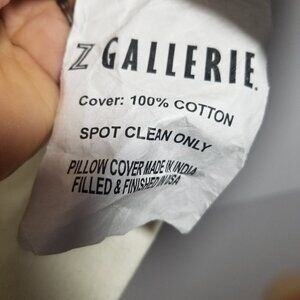 Z GALLERIE.
Cover: 100% COTTON
SPOT CLEAN ONLY
PILLOW COVER MADE IN INDIA
FILLED & FINISHED IN USA